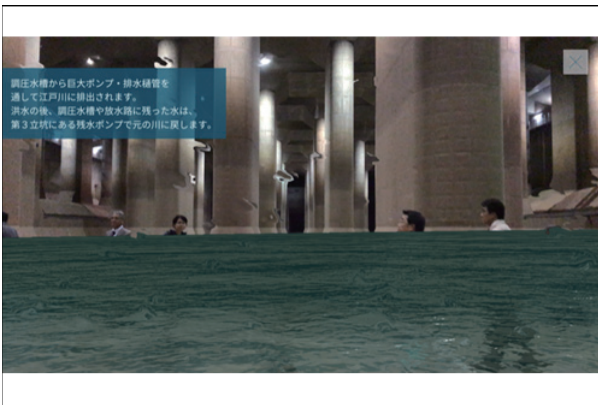 調圧水槽から巨大ポンプ・排水樋管を
通して江戸川に排出されます。
洪水の後、調圧水槽や放水路に残った水は、
第３立坑にある残水ポンプで元の川に戻します。